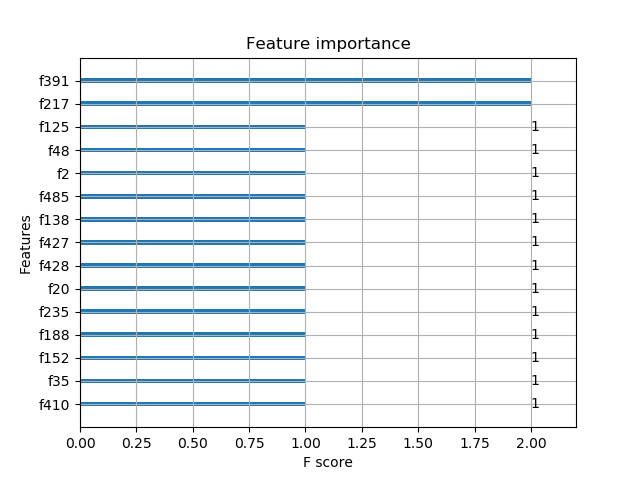 Feature importance
f391
f217
f125 1
f48 1
f2 1
f485 1
f138 1
f427 1
f428 1
f20 1
f235 1
f188 1
f152 1
f35 1
f410 1
Features
0.00 0.25 0.50 0.75 1.00 1.25 1.50 1.75 2.00
F score